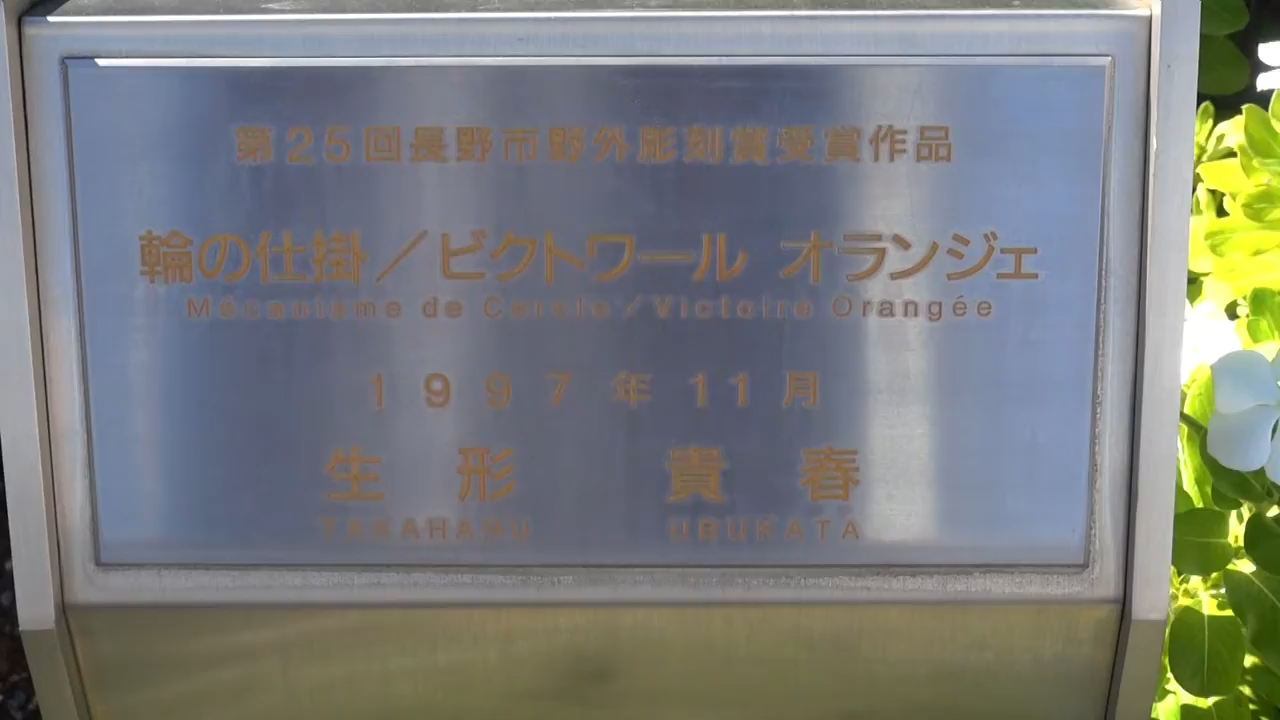 第25回長野市野外彫刻賞受賞作品
輪の仕掛／ビクトワール オランジェ
Mécanisme de Cercle／Victoire Orangée
1997年11月
生形 貴春
TAKAHARU UBUKATA